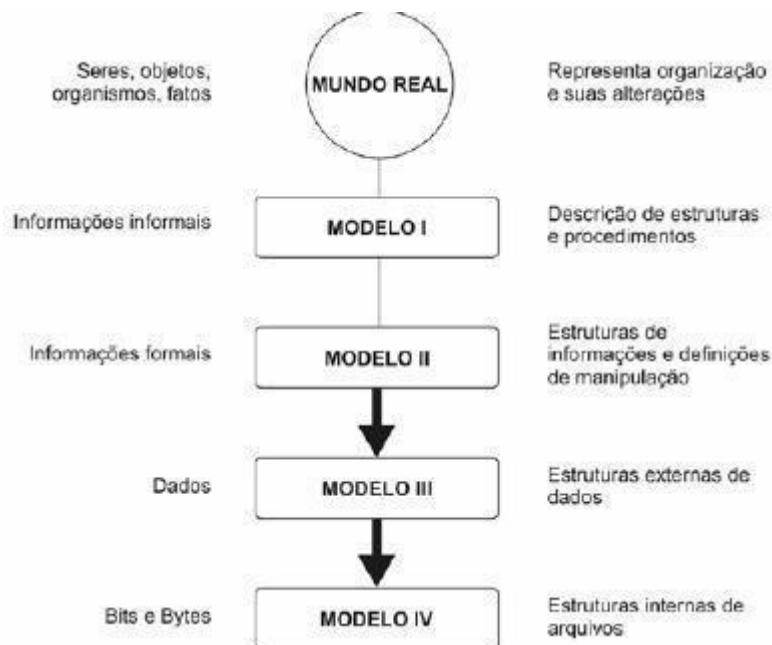 Seres, objetos,
organismos, fatos
MUNDO REAL
Representa organização
e suas alterações
Informações informais
MODELO I
Descrição de estruturas
e procedimentos
Informações formais
MODELO II
Estruturas de
informações e definições
de manipulação
Dados
MODELO III
Estruturas externas de
dados
Bits e Bytes
MODELO IV
Estruturas internas de
arquivos